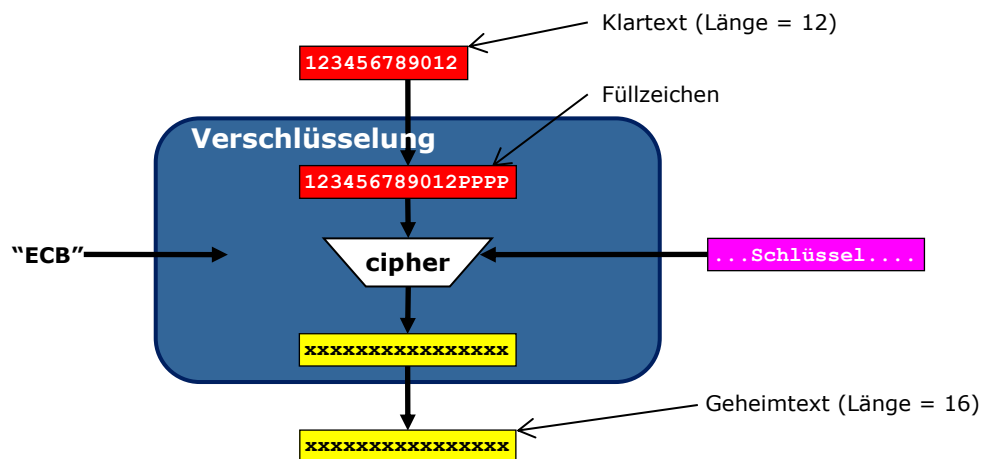 Klartext (Länge = 12)
123456789012
Füllzeichen
Verschlüsselung
123456789012PPPP
"ECB"
cipher
...Schlüssel....
xxxxxxxxxxxxxxxx
Geheimtext (Länge = 16)
xxxxxxxxxxxxxxxx